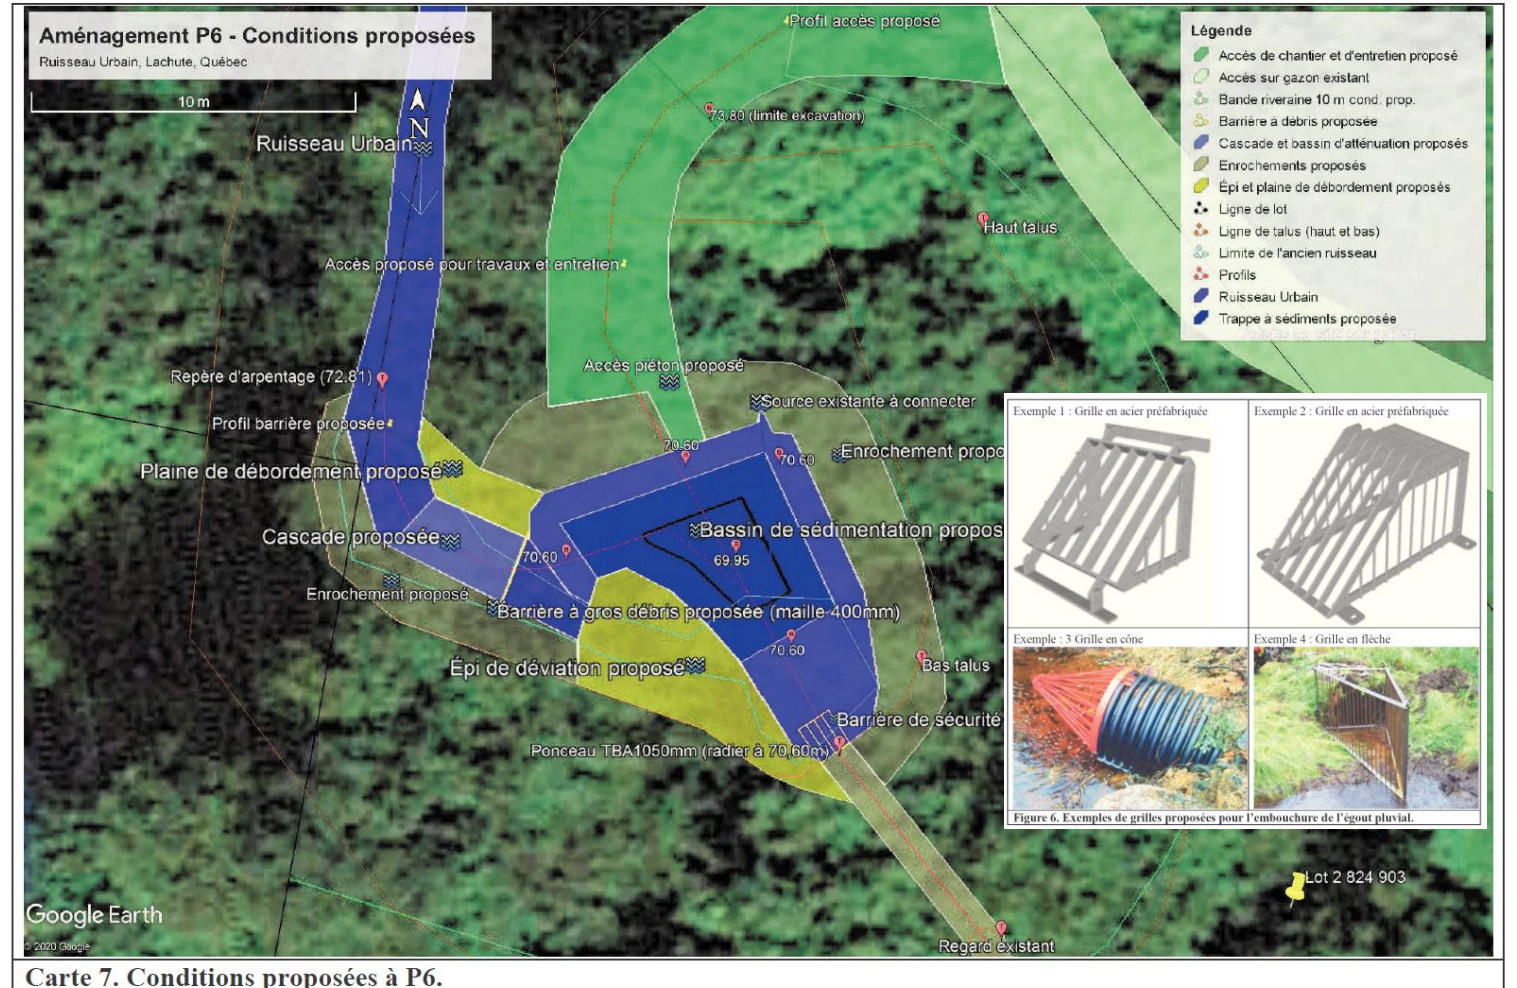 Aménagement P6 - Conditions proposées
Ruisseau Urbain, Lachute, Québec
10 m
N
Ruisseau Urbain
Profil accès proposé
73,80 (limite excavation)
Haut talus
Accès proposé pour travaux et entretien
Légende
Accès de chantier et d'entretien proposé
Accès sur gazon existant
Bande riveraine 10 m cond. prop.
Barrière à débris proposée
Cascade et bassin d'atténuation proposés
Enrochements proposés
Épi et plaine de débordement proposés
Ligne de lot
Ligne de talus (haut et bas)
Limite de l'ancien ruisseau
Profils
Ruisseau Urbain
Trappe à sédiments proposée
Accès piéton proposé
Repère d'arpentage (72.81)
Source existante à connecter
Profil barrière proposée
70.60
70.60
Enrochement propo
Plaine de débordement proposé
Bassin de sédimentation propos
Cascade proposée
70,60
69.95
Enrochement proposé
Barrière à gros débris proposée (maille 400mm)
70.60
Épi de déviation proposé
Bas talus
Barrière de sécurité
Ponceau TBA1050mm (radier à 70,60m)
Regard existant
Lot 2 824 903
Exemple 1 : Grille en acier préfabriquée
Exemple 2 : Grille en acier préfabriquée
Exemple : 3 Grille en cône
Exemple 4 : Grille en flèche
Figure 6. Exemples de grilles proposées pour l'embouchure de l'égout pluvial.
Google Earth
© 2020 Google
Carte 7. Conditions proposées à P6.